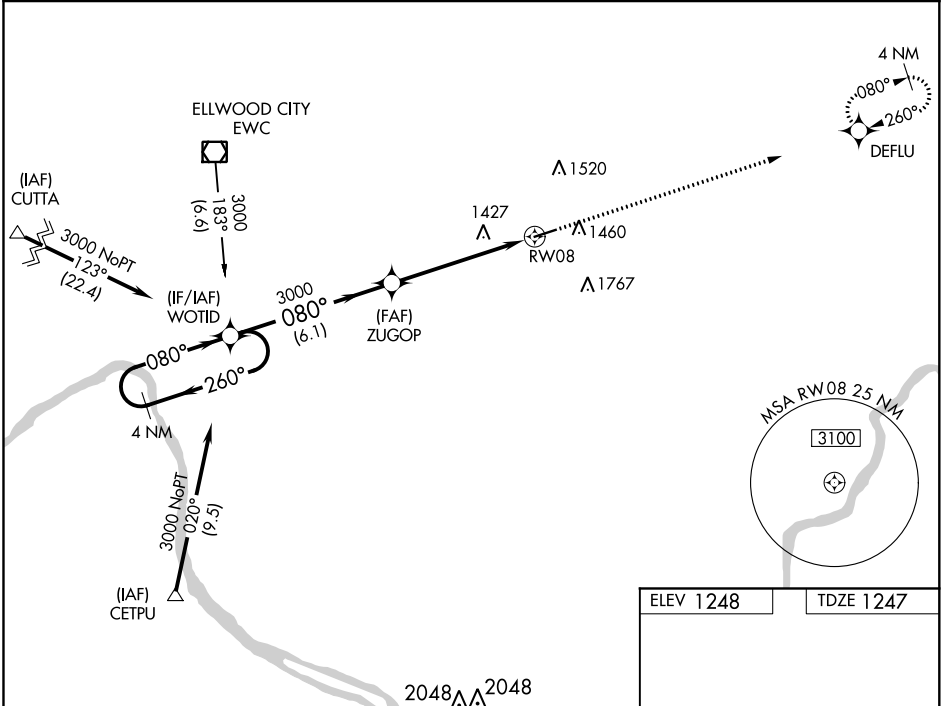 4 NM
080°
260°
DEFLU
ELLWOOD CITY
EWC
3000
183°
(6.6)
(IAF)
CUTTA
3000 NoPT
123°
(22.4)
1520
1427
1460
RW08
1767
(IF/IAF)
WOTID
3000
080°
(6.1)
(FAF)
ZUGOP
080°
260°
4 NM
3000 NoPT
020°
(9.5)
(IAF)
CETPU
MSA RW08 25 NM
3100
ELEV 1248
TDZE 1247
2048 2048